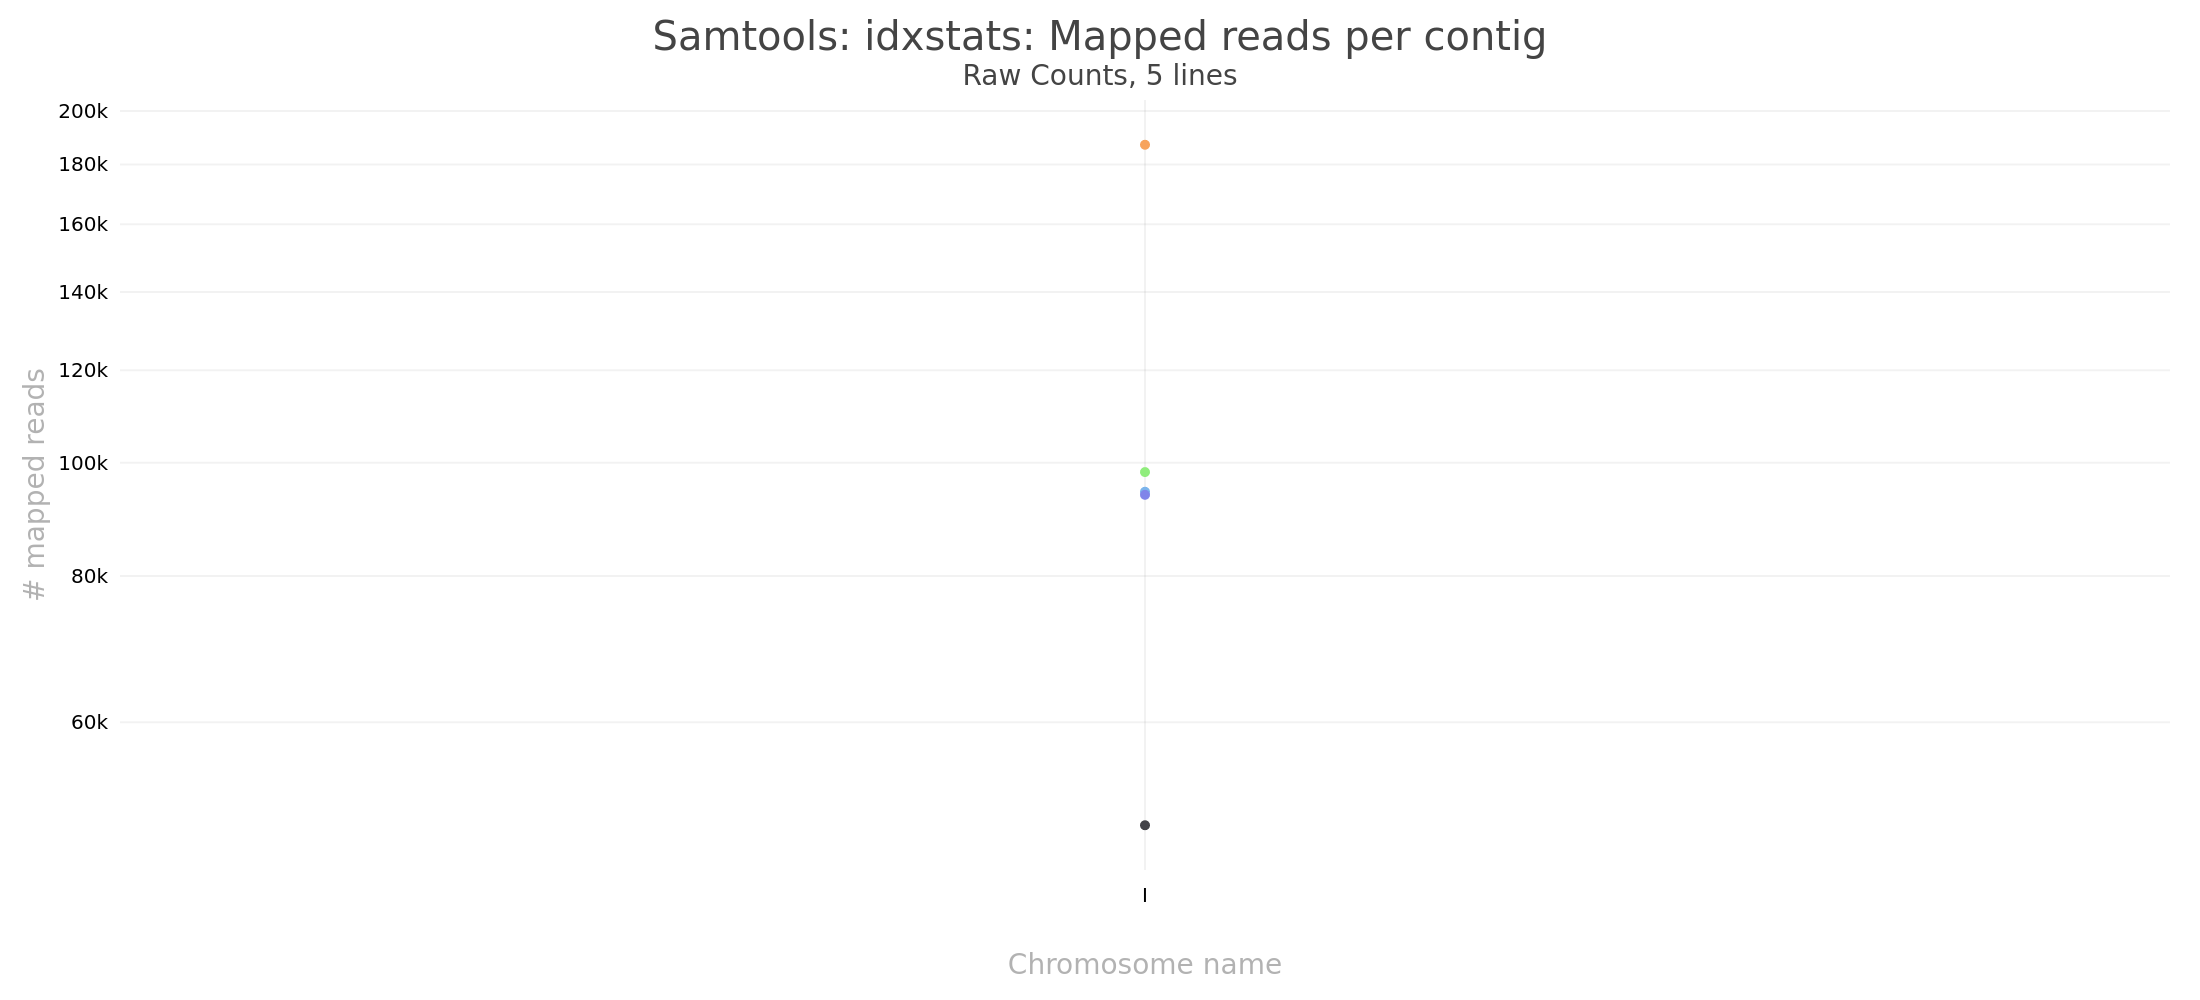 Samtools: idxstats: Mapped reads per contig
Raw Counts, 5 lines
200k
180k
160k
140k
120k
100k
80k
60k
# mapped reads
I
Chromosome name